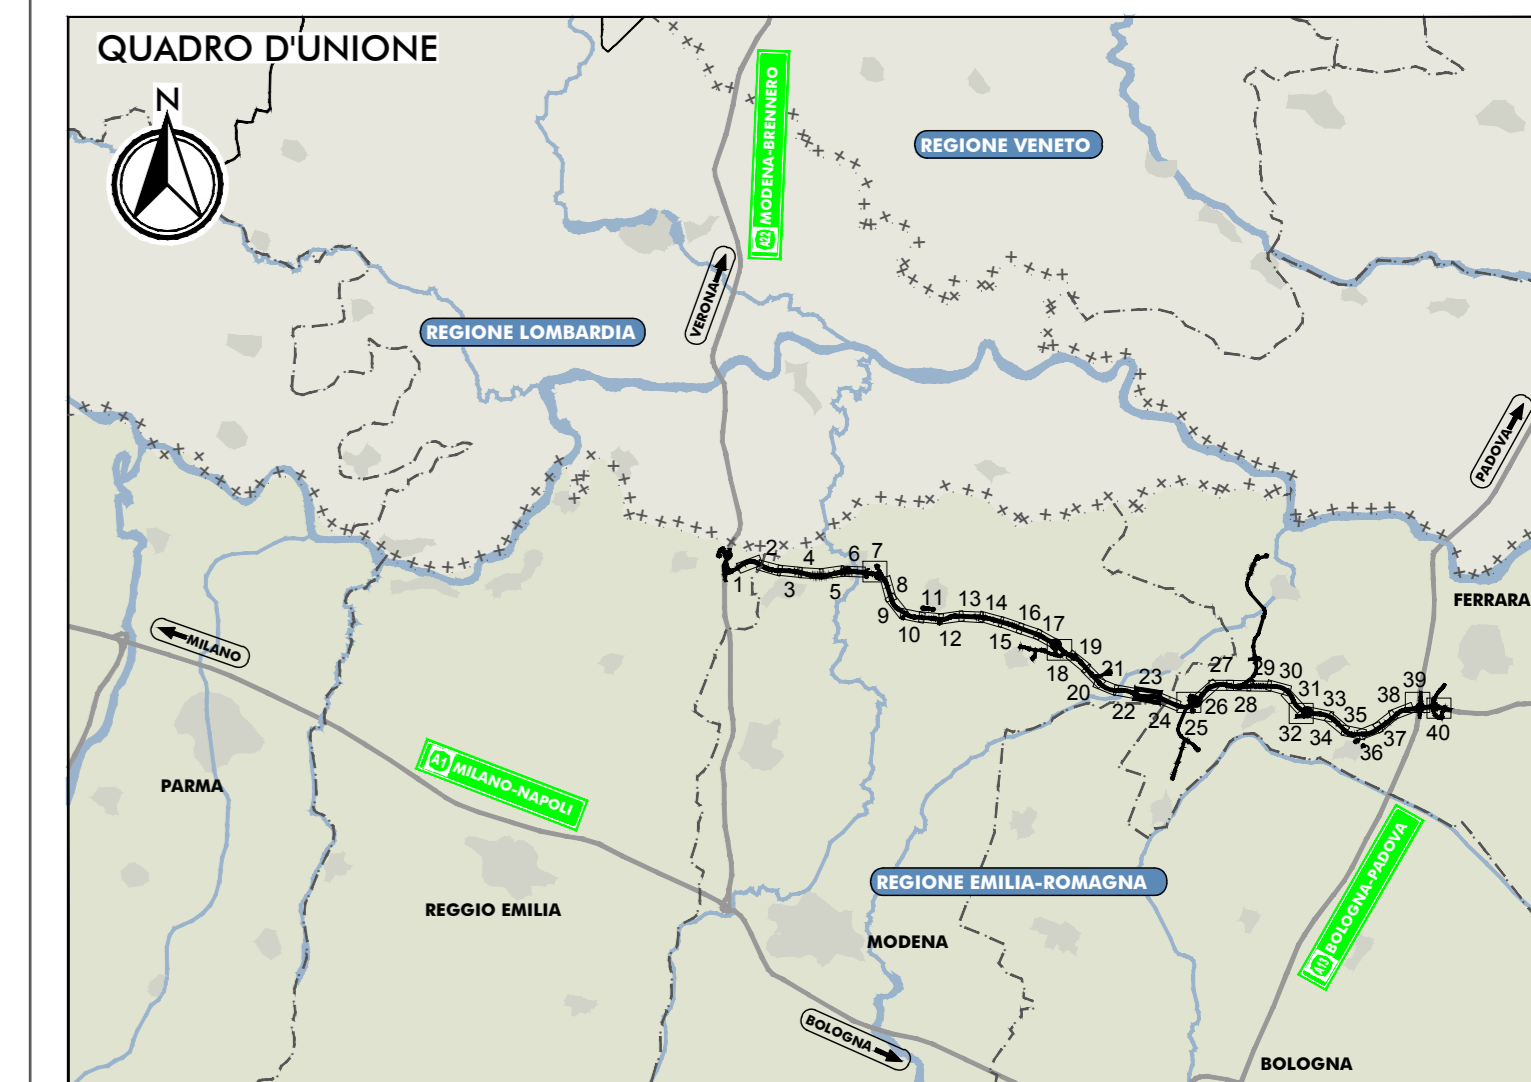 QUADRO D'UNIONE
N
A22 MODENA-BRENNERO
REGIONE VENETO
VERONA
REGIONE LOMBARDIA
PADOVA
1
2
3
4
5
6
7
8
9
10
11
12
13
14
15
16
17
18
19
20
21
22
23
24
25
26
27
28
29
30
31
32
33
34
35
36
37
38
39
40
FERRARA
MILANO
PARMA
A1 MILANO-NAPOLI
REGIONE EMILIA-ROMAGNA
A13 BOLOGNA-PADOVA
REGGIO EMILIA
MODENA
BOLOGNA
BOLOGNA